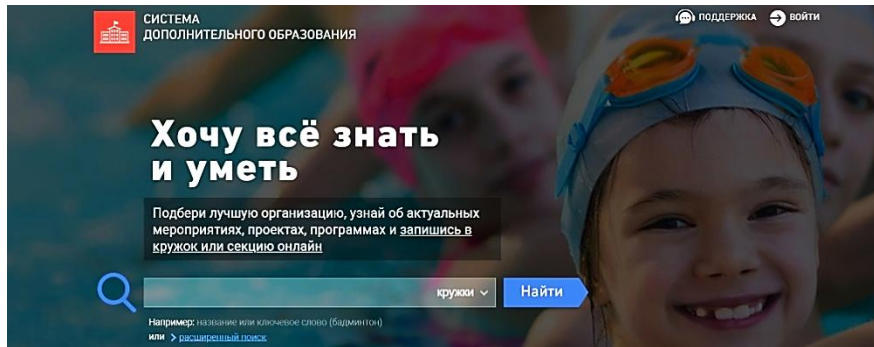 СИСТЕМА
ДОПОЛНИТЕЛЬНОГО ОБРАЗОВАНИЯ
ПОДДЕРЖКА
ВОЙТИ
Хочу всё знать
и уметь
Подбери лучшую организацию, узнай об актуальных
мероприятиях, проектах, программах и запишись в
кружок или секцию онлайн
кружки
Найти
Например: название или ключевое слово (бадминтон)
или > расширенный поиск